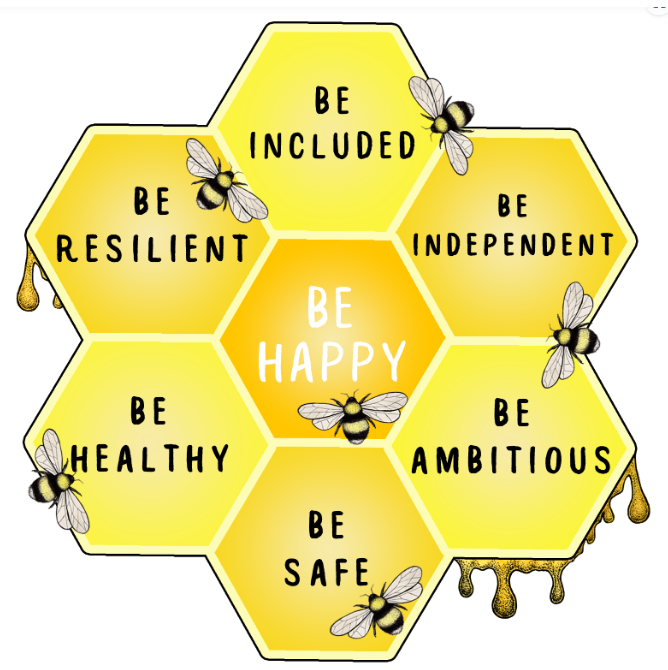 BE
INCLUDED
BE
RESILIENT
BE
INDEPENDENT
BE
HAPPY
BE
HEALTHY
BE
AMBITIOUS
BE
SAFE